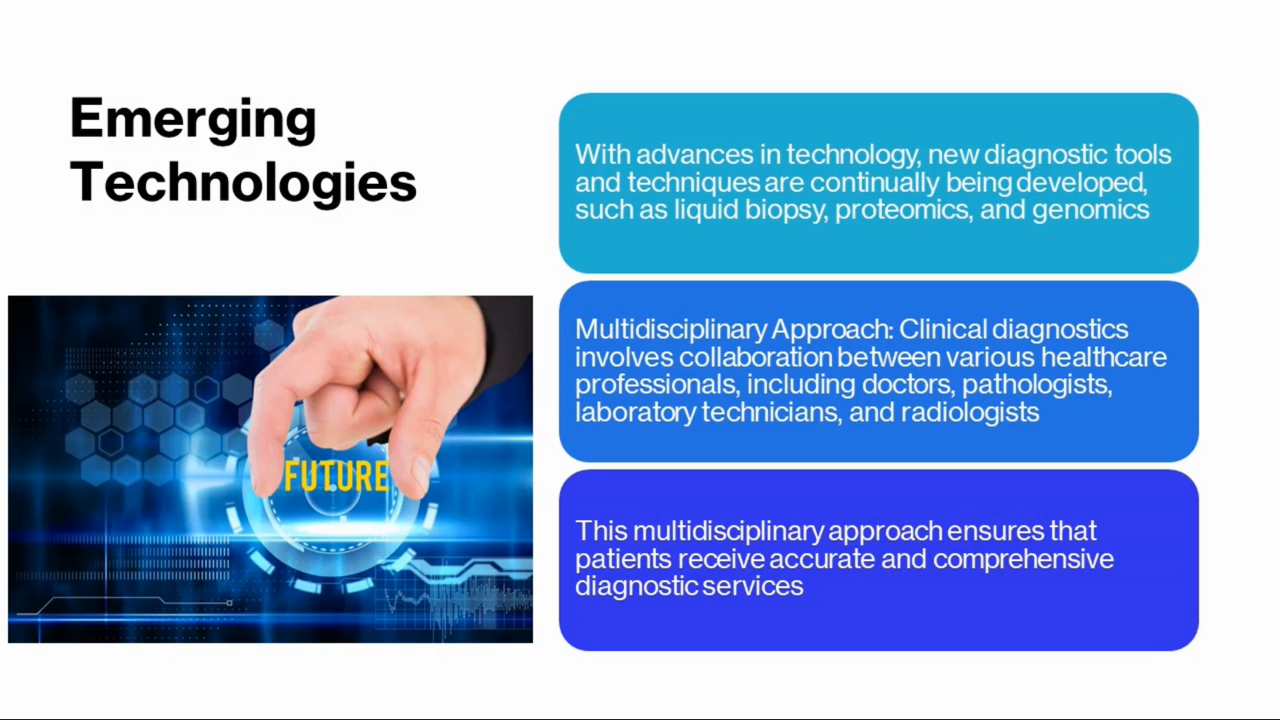 Emerging
Technologies
With advances in technology, new diagnostic tools
and techniques are continually being developed,
such as liquid biopsy, proteomics, and genomics
Multidisciplinary Approach: Clinical diagnostics
involves collaboration between various healthcare
professionals, including doctors, pathologists,
laboratory technicians, and radiologists
FUTURE
This multidisciplinary approach ensures that
patients receive accurate and comprehensive
diagnostic services